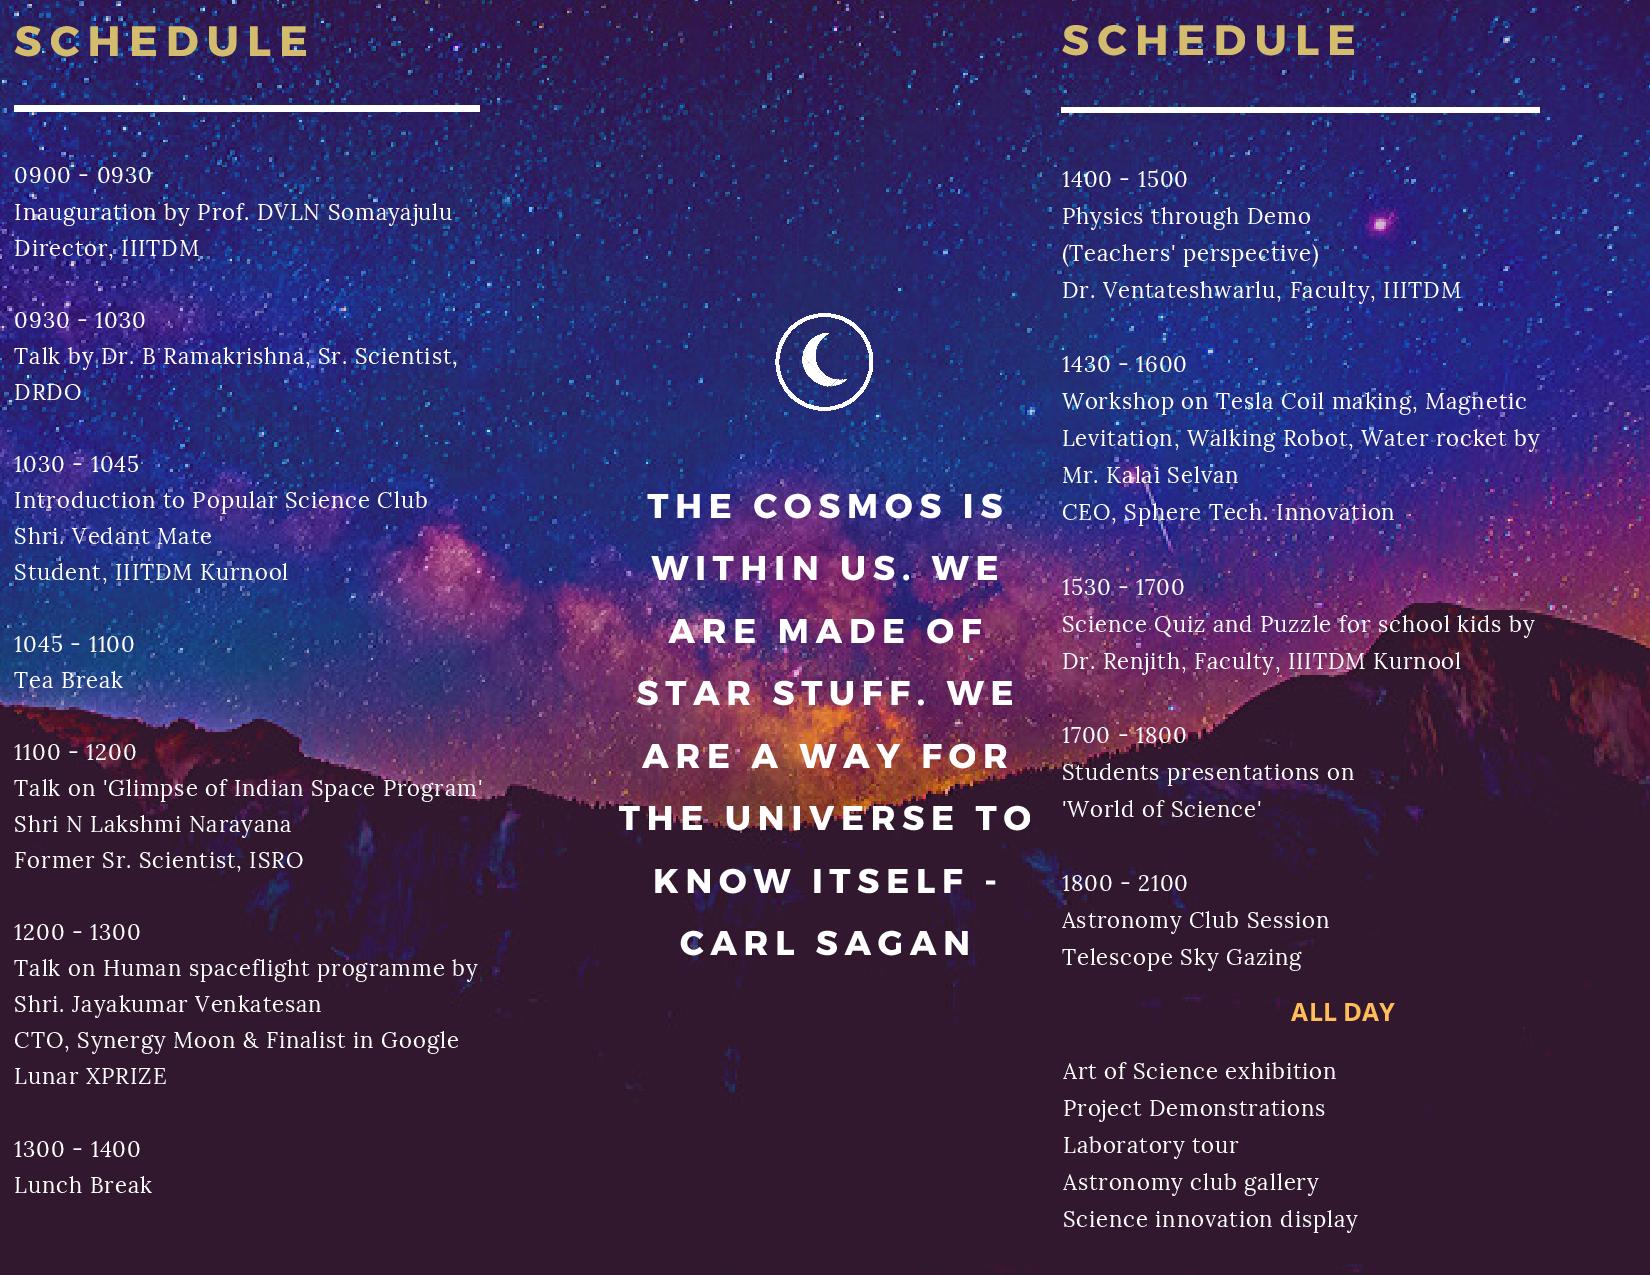 SCHEDULE
0900 - 0930
Inauguration by Prof. DVLN Somayajulu
Director, IIITDM
0930 - 1030
Talk by Dr. B Ramakrishna, Sr. Scientist,
DRDO
1030 - 1045
Introduction to Popular Science Club
Shri. Vedant Mate
Student, IIITDM Kurnool
1045 - 1100
Tea Break
1100 - 1200
Talk on 'Glimpse of Indian Space Program'
Shri N Lakshmi Narayana
Former Sr. Scientist, ISRO
1200 - 1300
Talk on Human spaceflight programme by
Shri. Jayakumar Venkatesan
CTO, Synergy Moon & Finalist in Google
Lunar XPRIZE
1300 - 1400
Lunch Break
THE COSMOS IS
WITHIN US. WE
ARE MADE OF
STAR STUFF. WE
ARE A WAY FOR
THE UNIVERSE TO
KNOW ITSELF -
CARL SAGAN
SCHEDULE
1400 - 1500
Physics through Demo
(Teachers' perspective)
Dr. Ventateshwarlu, Faculty, IIITDM
1430 - 1600
Workshop on Tesla Coil making, Magnetic
Levitation, Walking Robot, Water rocket by
Mr. Kalai Selvan
CEO, Sphere Tech. Innovation
1530 - 1700
Science Quiz and Puzzle for school kids by
Dr. Renjith, Faculty, IIITDM Kurnool
1700 - 1800
Students presentations on
'World of Science'
1800 - 2100
Astronomy Club Session
Telescope Sky Gazing
ALL DAY
Art of Science exhibition
Project Demonstrations
Laboratory tour
Astronomy club gallery
Science innovation display